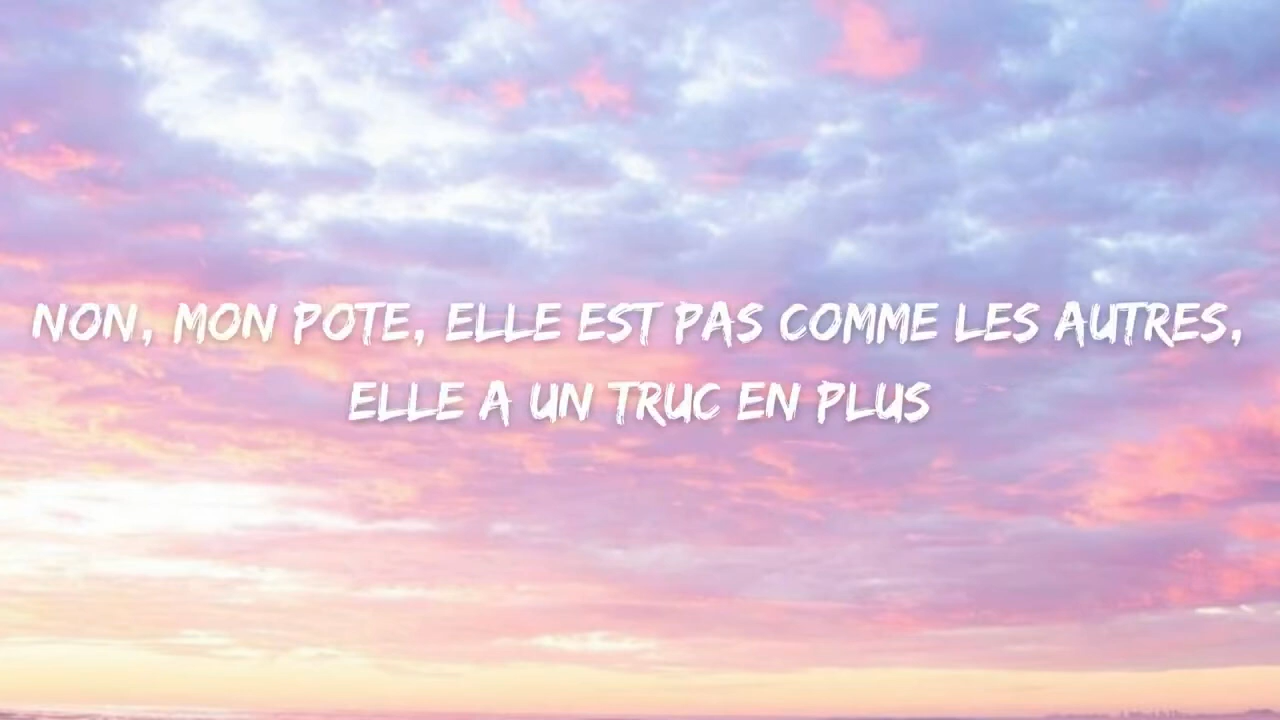 NON, MON POTE, ELLE EST PAS COMME LES AUTRES,
ELLE A UN TRUC EN PLUS